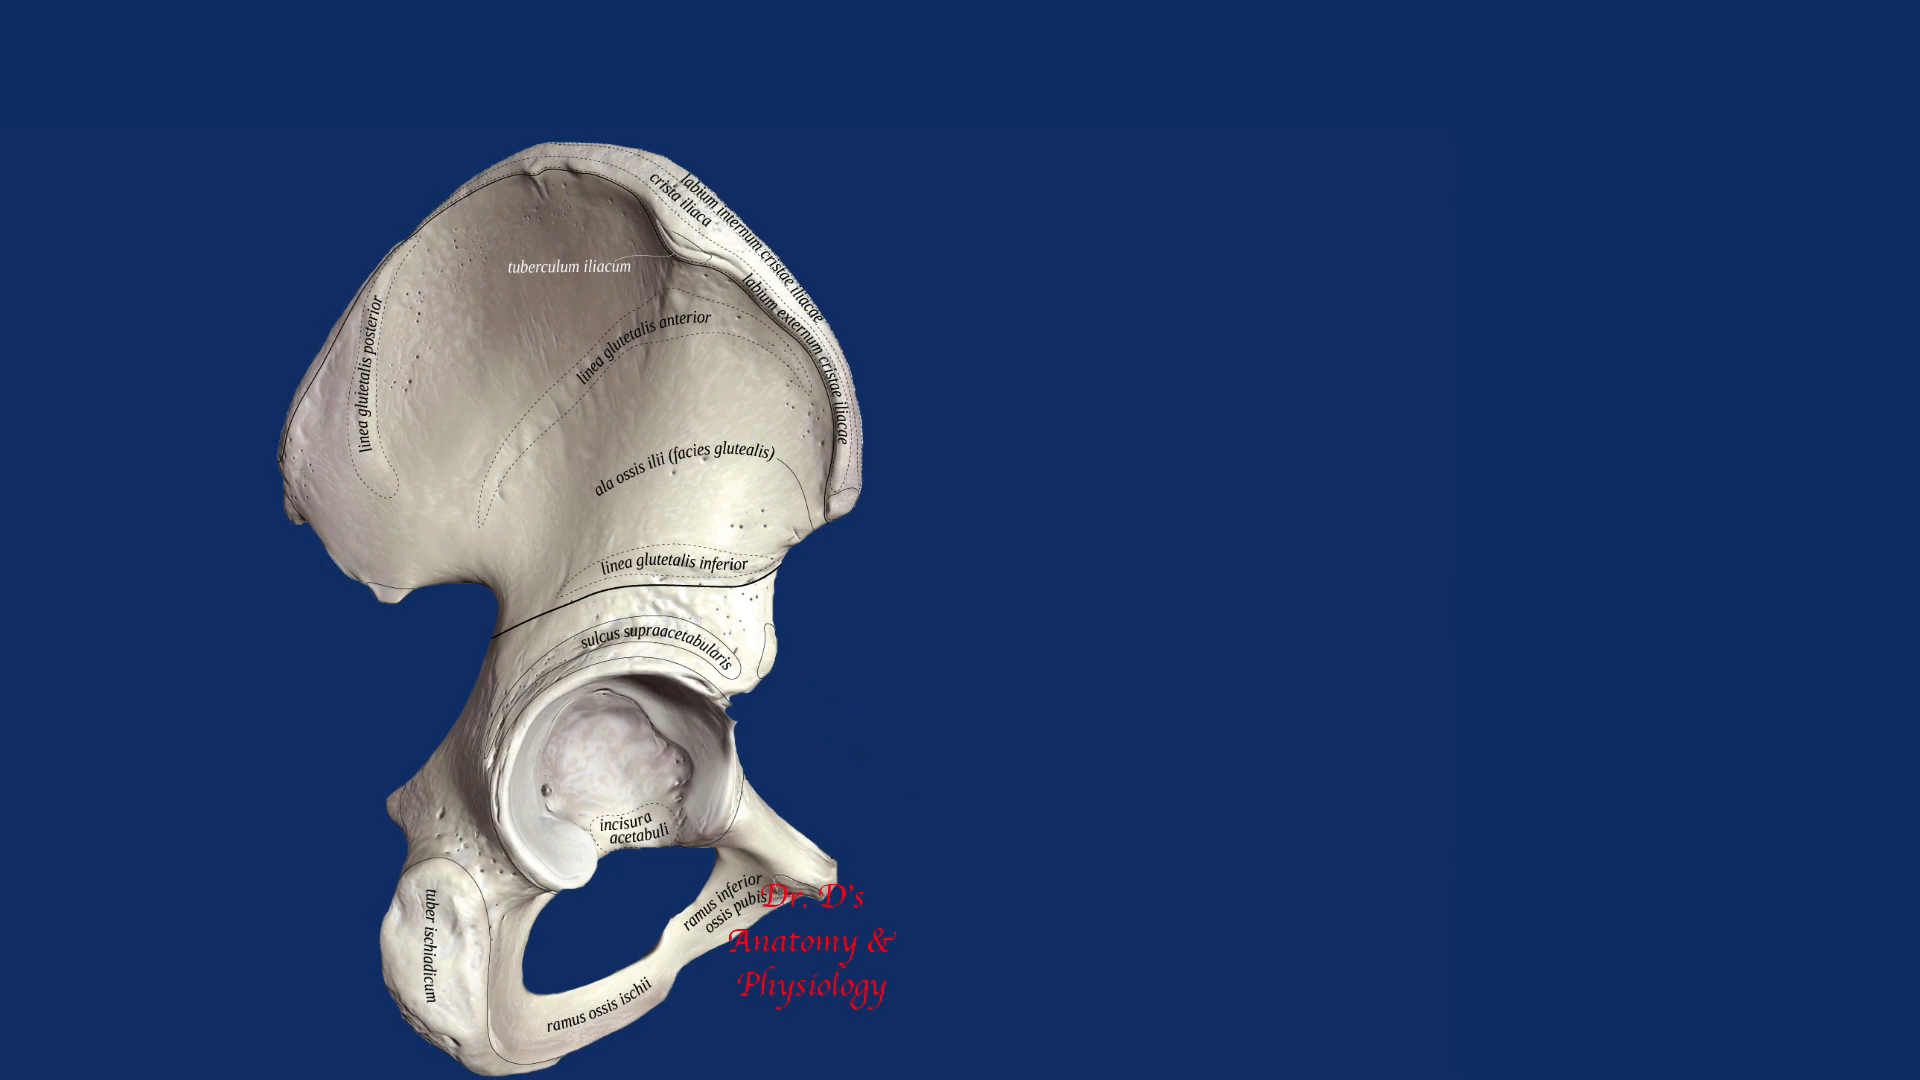 labium internum cristae iliacae
crista iliaca
tuberculum iliacum
labium externum cristae iliacae
linea glutetalis posterior
linea glutetalis anterior
ala ossis ilii (facies glutealis)
linea glutetalis inferior
sulcus supraacetabularis
incisura
acetabuli
ramus inferior
ossis pubis
tuber ischiadicum
ramus ossis ischii
Dr. D's
Anatomy &
Physiology